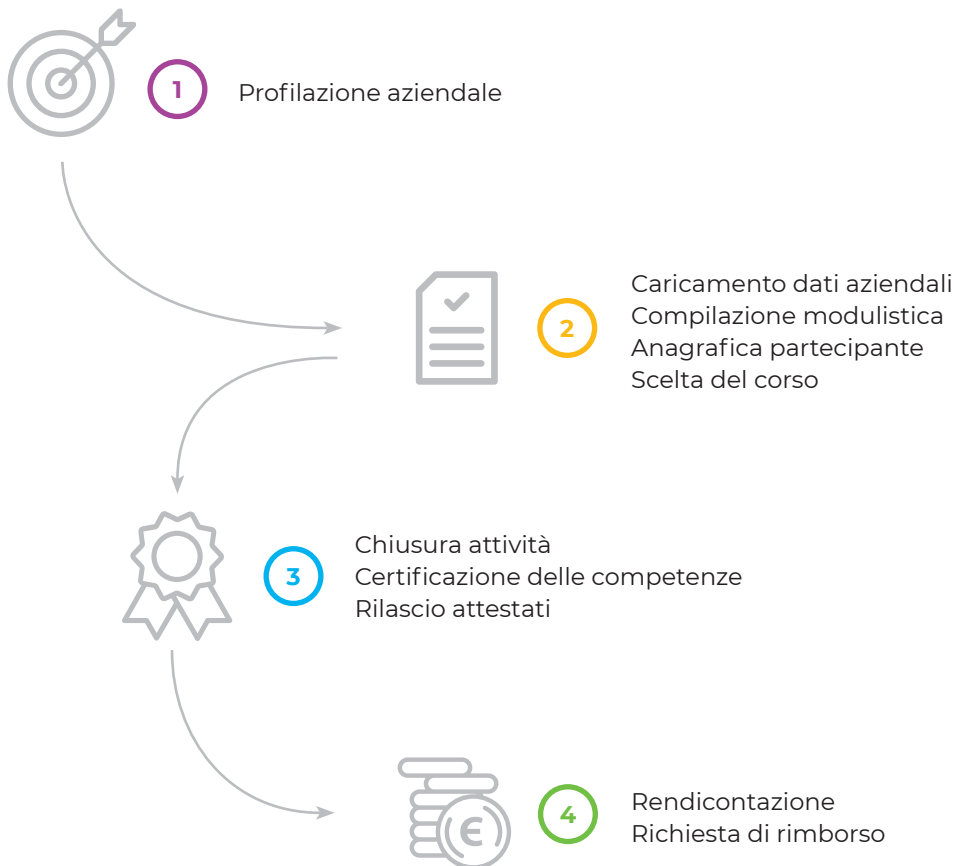 1
Profilazione aziendale
2
Caricamento dati aziendali
Compilazione modulistica
Anagrafica partecipante
Scelta del corso
3
Chiusura attività
Certificazione delle competenze
Rilascio attestati
4
Rendicontazione
Richiesta di rimborso
€